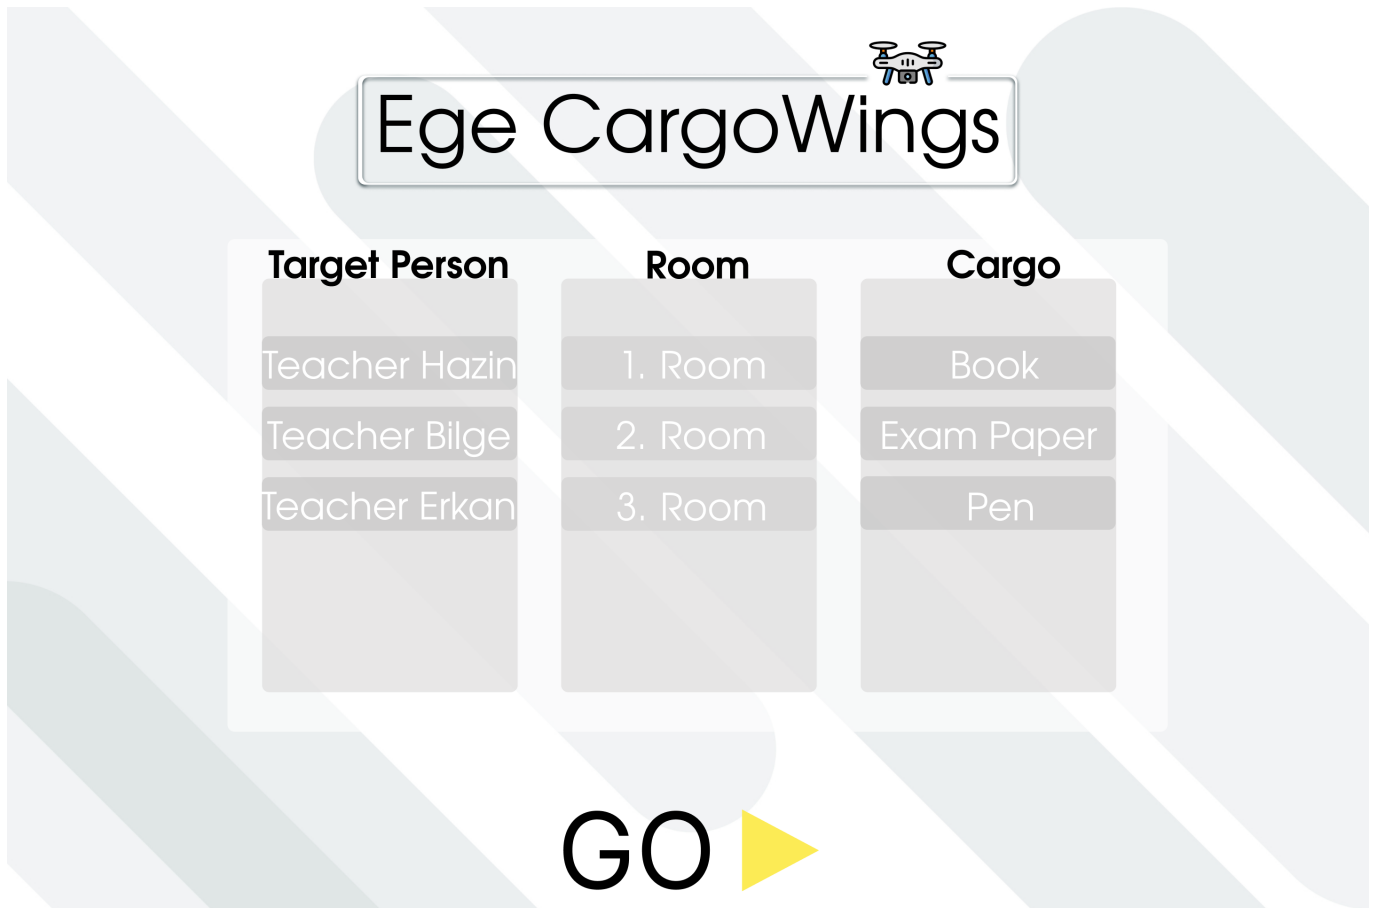 Ege CargoWings
Target Person
Teacher Hazin
Teacher Bilge
Teacher Erkan
Room
1. Room
2. Room
3. Room
Cargo
Book
Exam Paper
Pen
GO